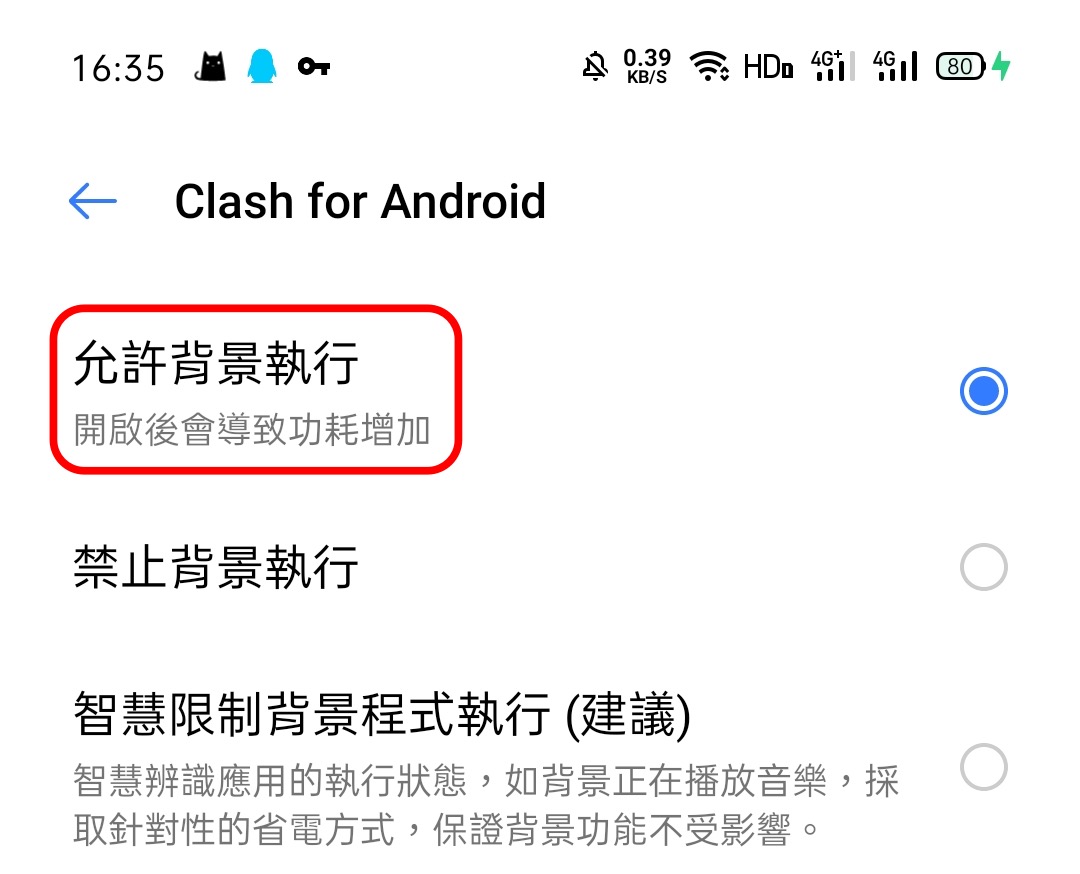 16:35 0.39 KB/S HD 4G+ 4G 80
Clash for Android
允許背景執行
開啟後會導致功耗增加
禁止背景執行
智慧限制背景程式執行 (建議)
智慧辨識應用的執行狀態，如背景正在播放音樂，採
取針對性的省電方式，保證背景功能不受影響。